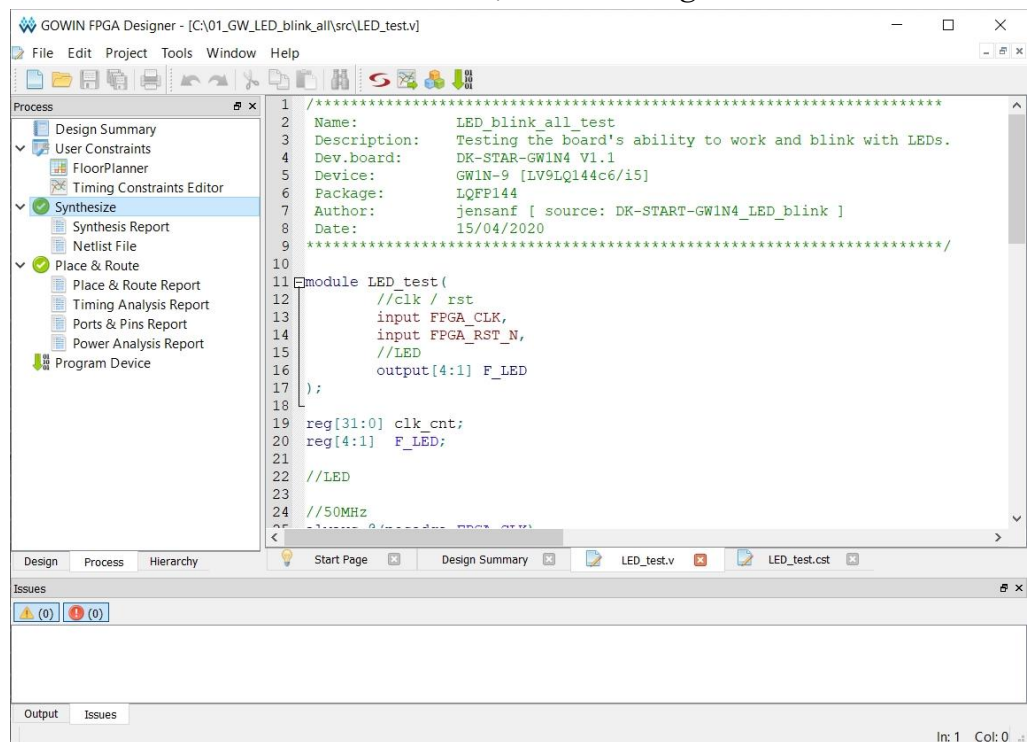 GOWIN FPGA Designer - [C:\01_GW_LED_blink_all\src\LED_test.v]
File Edit Project Tools Window Help
Process
Design Summary
User Constraints
FloorPlanner
Timing Constraints Editor
Synthesize
Synthesis Report
Netlist File
Place & Route
Place & Route Report
Timing Analysis Report
Ports & Pins Report
Power Analysis Report
Program Device
Design Process Hierarchy
1 /************************************************************************
2 Name: LED_blink_all_test
3 Description: Testing the board's ability to work and blink with LEDs.
4 Dev.board: DK-STAR-GW1N4 V1.1
5 Device: GW1N-9 [LV9LQ144c6/i5]
6 Package: LQFP144
7 Author: jensanf [ source: DK-START-GW1N4_LED_blink ]
8 Date: 15/04/2020
9 ************************************************************************/
10
11 module LED_test(
12 //clk / rst
13 input FPGA_CLK,
14 input FPGA_RST_N,
15 //LED
16 output[4:1] F_LED
17 );
18
19 reg[31:0] clk_cnt;
20 reg[4:1] F_LED;
21
22 //LED
23
24 //50MHz
Start Page Design Summary LED_test.v LED_test.cst
Issues
(0) (0)
Output Issues
In: 1 Col: 0